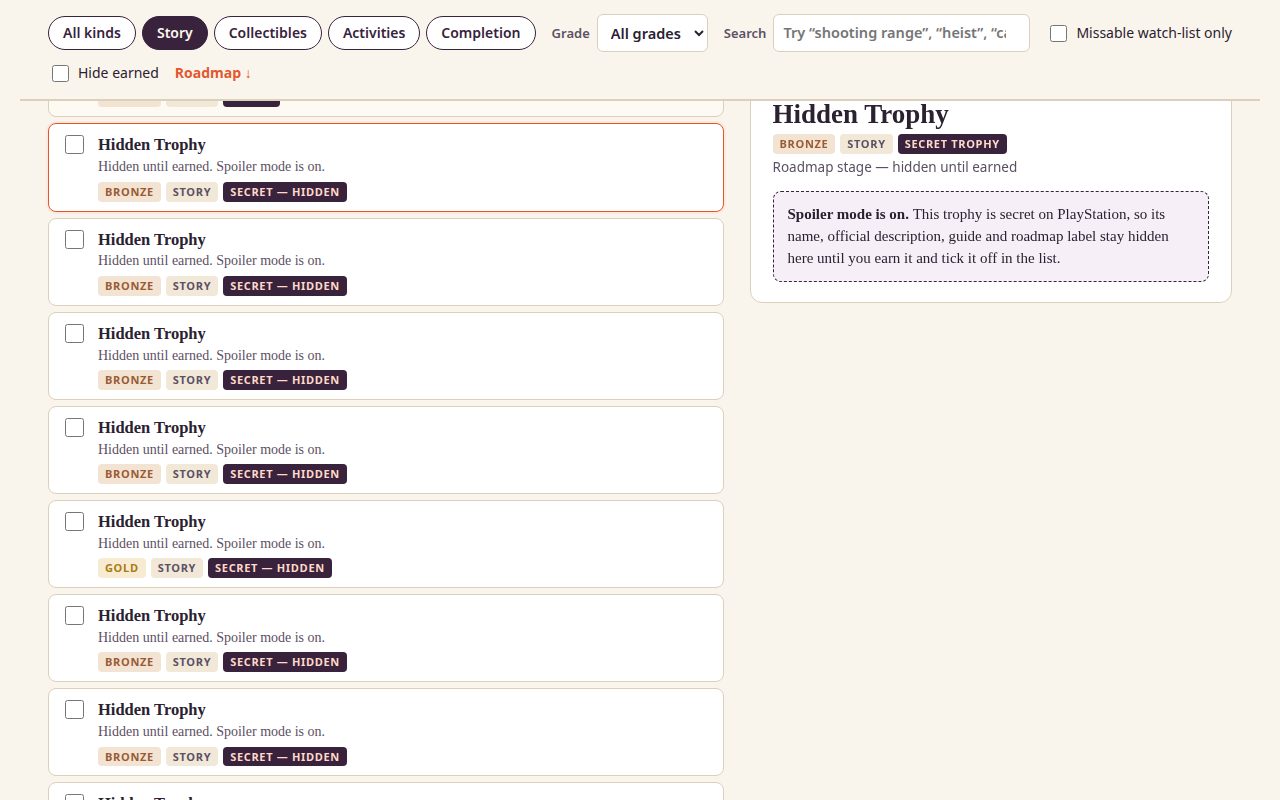 All kinds Story Collectibles Activities Completion Grade All grades Search Try “shooting range”, “heist”, “ Missable watch-list only
Hide earned Roadmap ↓
Hidden Trophy
Hidden until earned. Spoiler mode is on.
BRONZE STORY SECRET — HIDDEN
Hidden Trophy
Hidden until earned. Spoiler mode is on.
BRONZE STORY SECRET — HIDDEN
Hidden Trophy
Hidden until earned. Spoiler mode is on.
BRONZE STORY SECRET — HIDDEN
Hidden Trophy
Hidden until earned. Spoiler mode is on.
BRONZE STORY SECRET — HIDDEN
Hidden Trophy
Hidden until earned. Spoiler mode is on.
GOLD STORY SECRET — HIDDEN
Hidden Trophy
Hidden until earned. Spoiler mode is on.
BRONZE STORY SECRET — HIDDEN
Hidden Trophy
Hidden until earned. Spoiler mode is on.
BRONZE STORY SECRET — HIDDEN
Hidden Trophy
BRONZE STORY SECRET TROPHY
Roadmap stage — hidden until earned
Spoiler mode is on. This trophy is secret on PlayStation, so its
name, official description, guide and roadmap label stay hidden
here until you earn it and tick it off in the list.